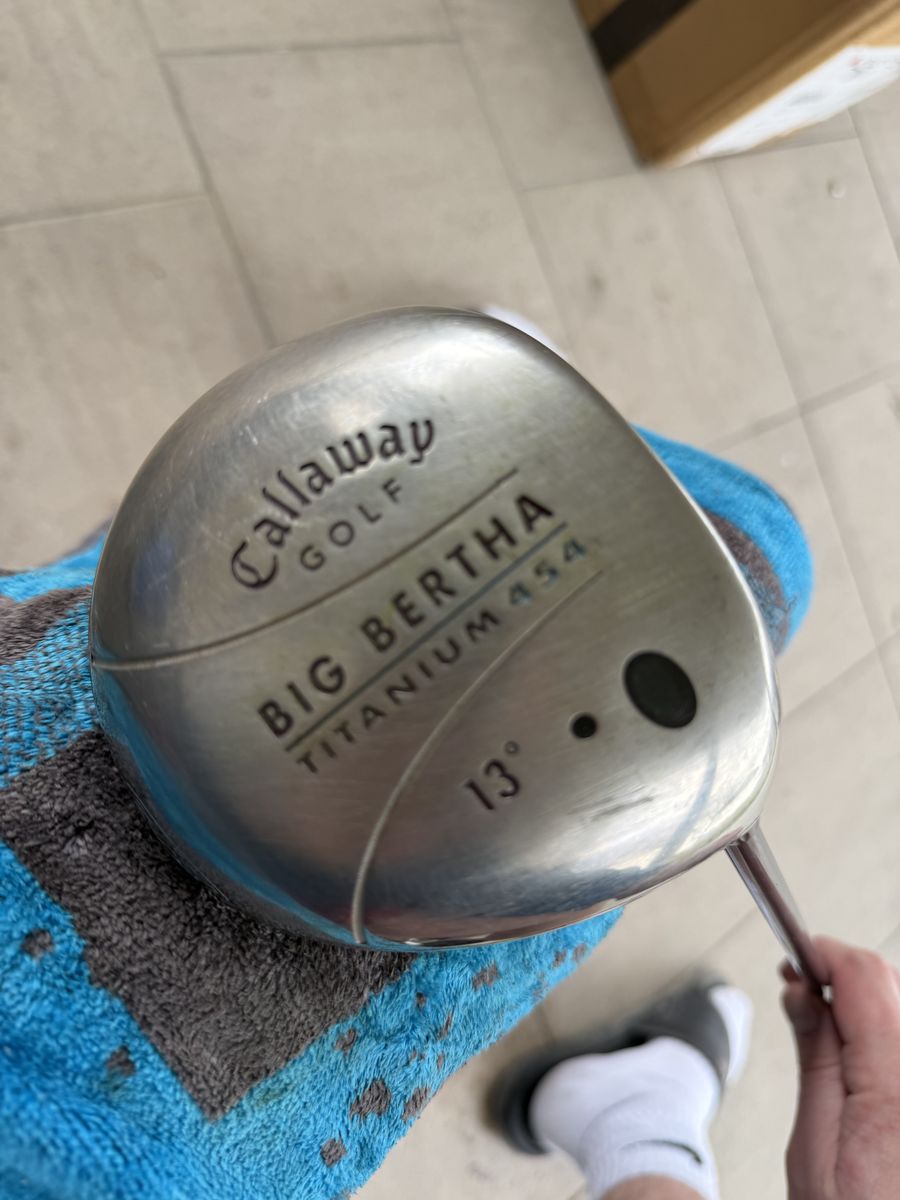 Callaway
GOLF
BIG BERTHA
TITANIUM 454
13°